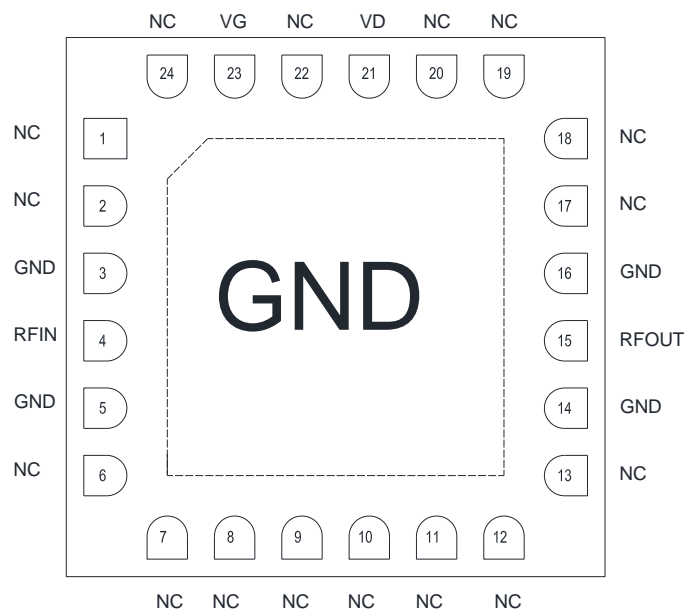 NC VG NC VD NC NC
24 23 22 21 20 19
NC 1 18 NC
NC 2 17 NC
GND 3 16 GND
GND
RFIN 4 15 RFOUT
GND 5 14 GND
NC 6 13 NC
7 8 9 10 11 12
NC NC NC NC NC NC